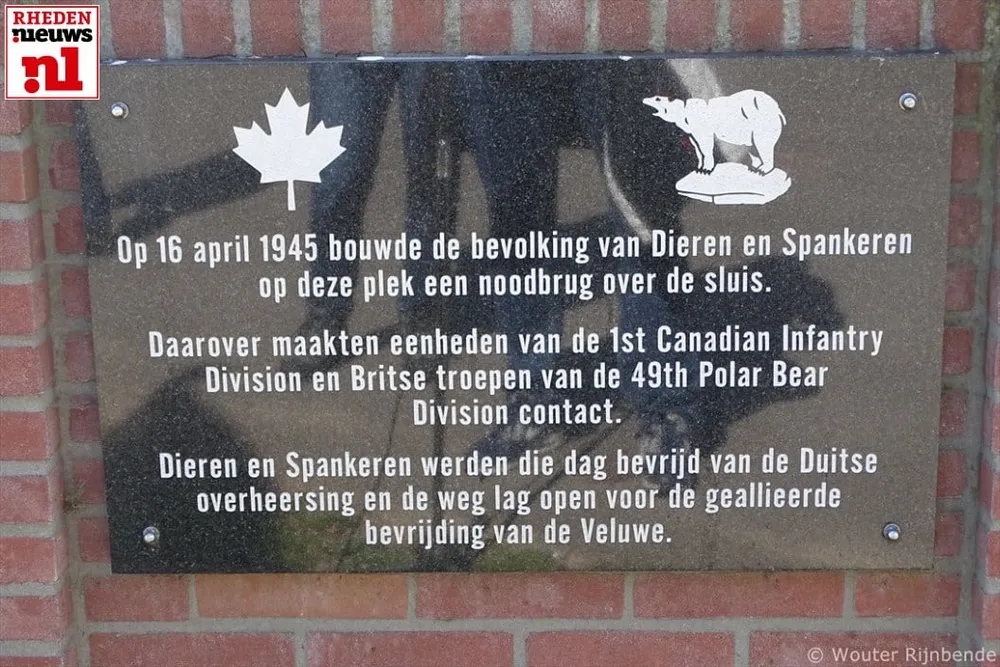 RHEDEN
nieuws
.nl
Op 16 april 1945 bouwde de bevolking van Dieren en Spankeren
op deze plek een noodbrug over de sluis.
Daarover maakten eenheden van de 1st Canadian Infantry
Division en Britse troepen van de 49th Polar Bear
Division contact.
Dieren en Spankeren werden die dag bevrijd van de Duitse
overheersing en de weg lag open voor de geallieerde
bevrijding van de Veluwe.
© Wouter Rijnbende